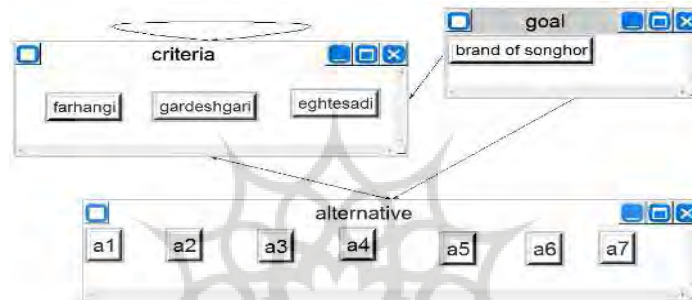 goal
brand of songhor
criteria
farhangi gardeshgari eghtesadi
alternative
a1 a2 a3 a4 a5 a6 a7